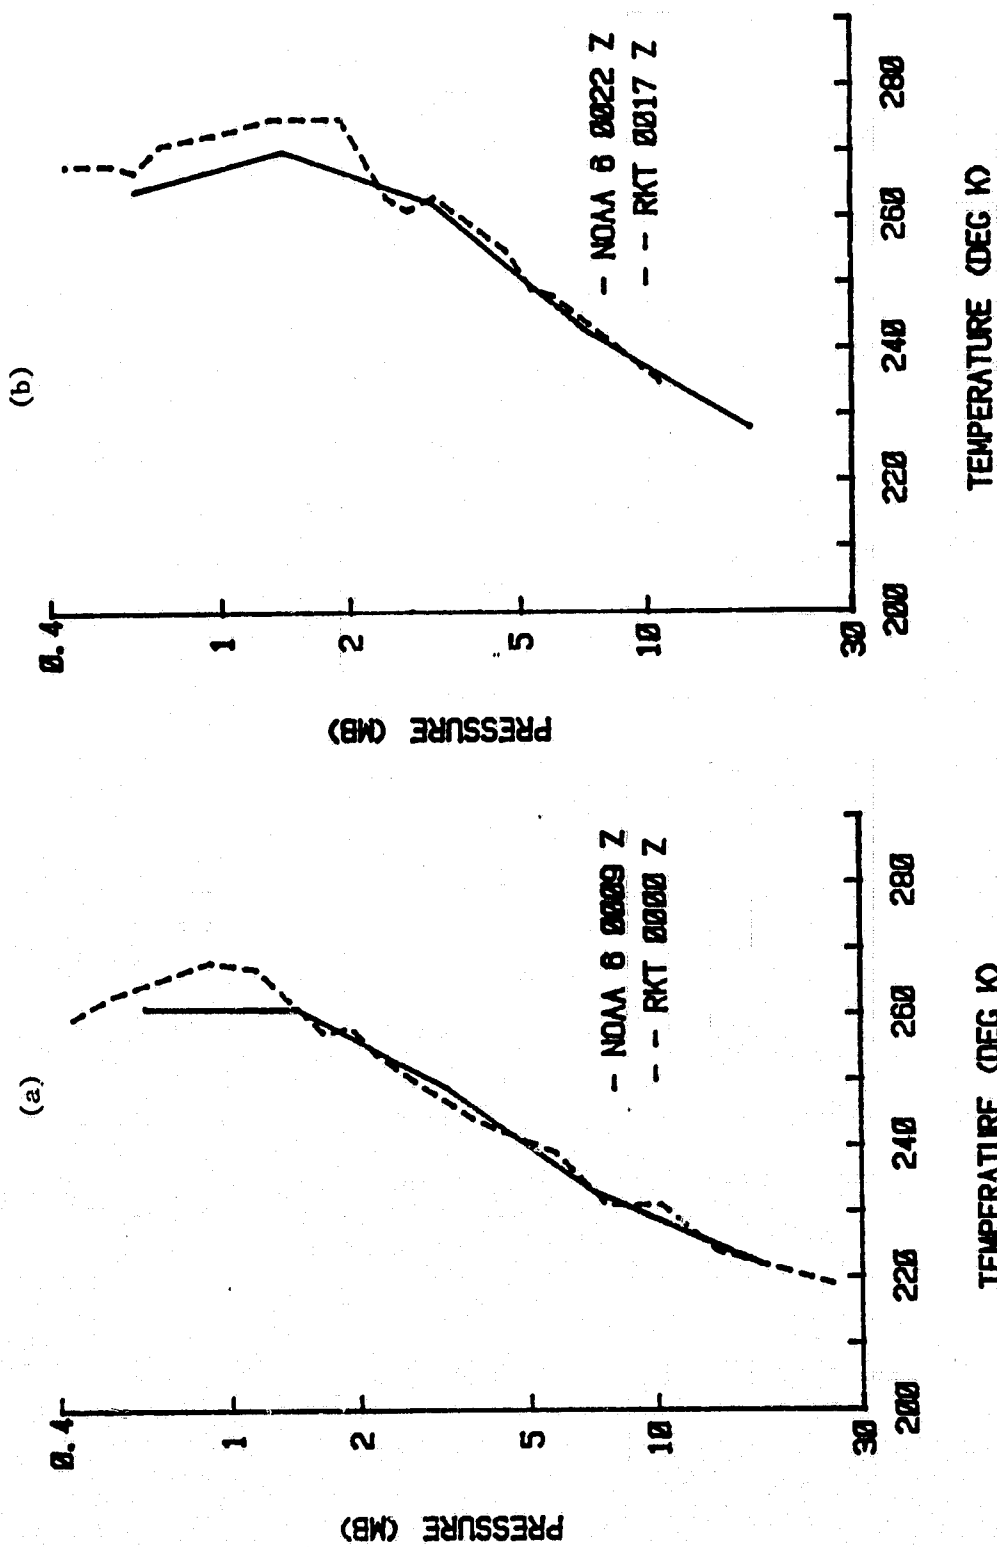 (a)
PRESSURE (MB)
0.4
1
2
5
10
30
200
220
240
260
280
TEMPERATURE (DEG K)
— NOAA 6 0009 Z
- - RKT 0000 Z
(b)
PRESSURE (MB)
0.4
1
2
5
10
30
200
220
240
260
280
TEMPERATURE (DEG K)
— NOAA 6 0022 Z
- - RKT 0017 Z